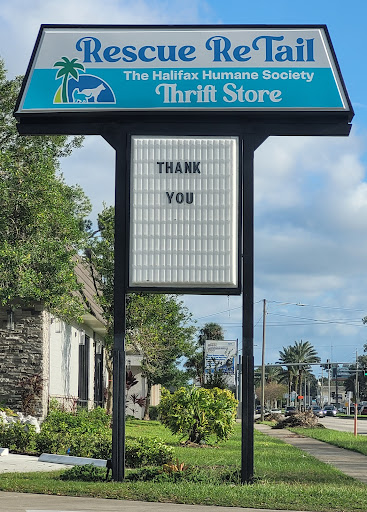 Rescue ReTail
The Halifax Humane Society
Thrift Store
THANK
YOU